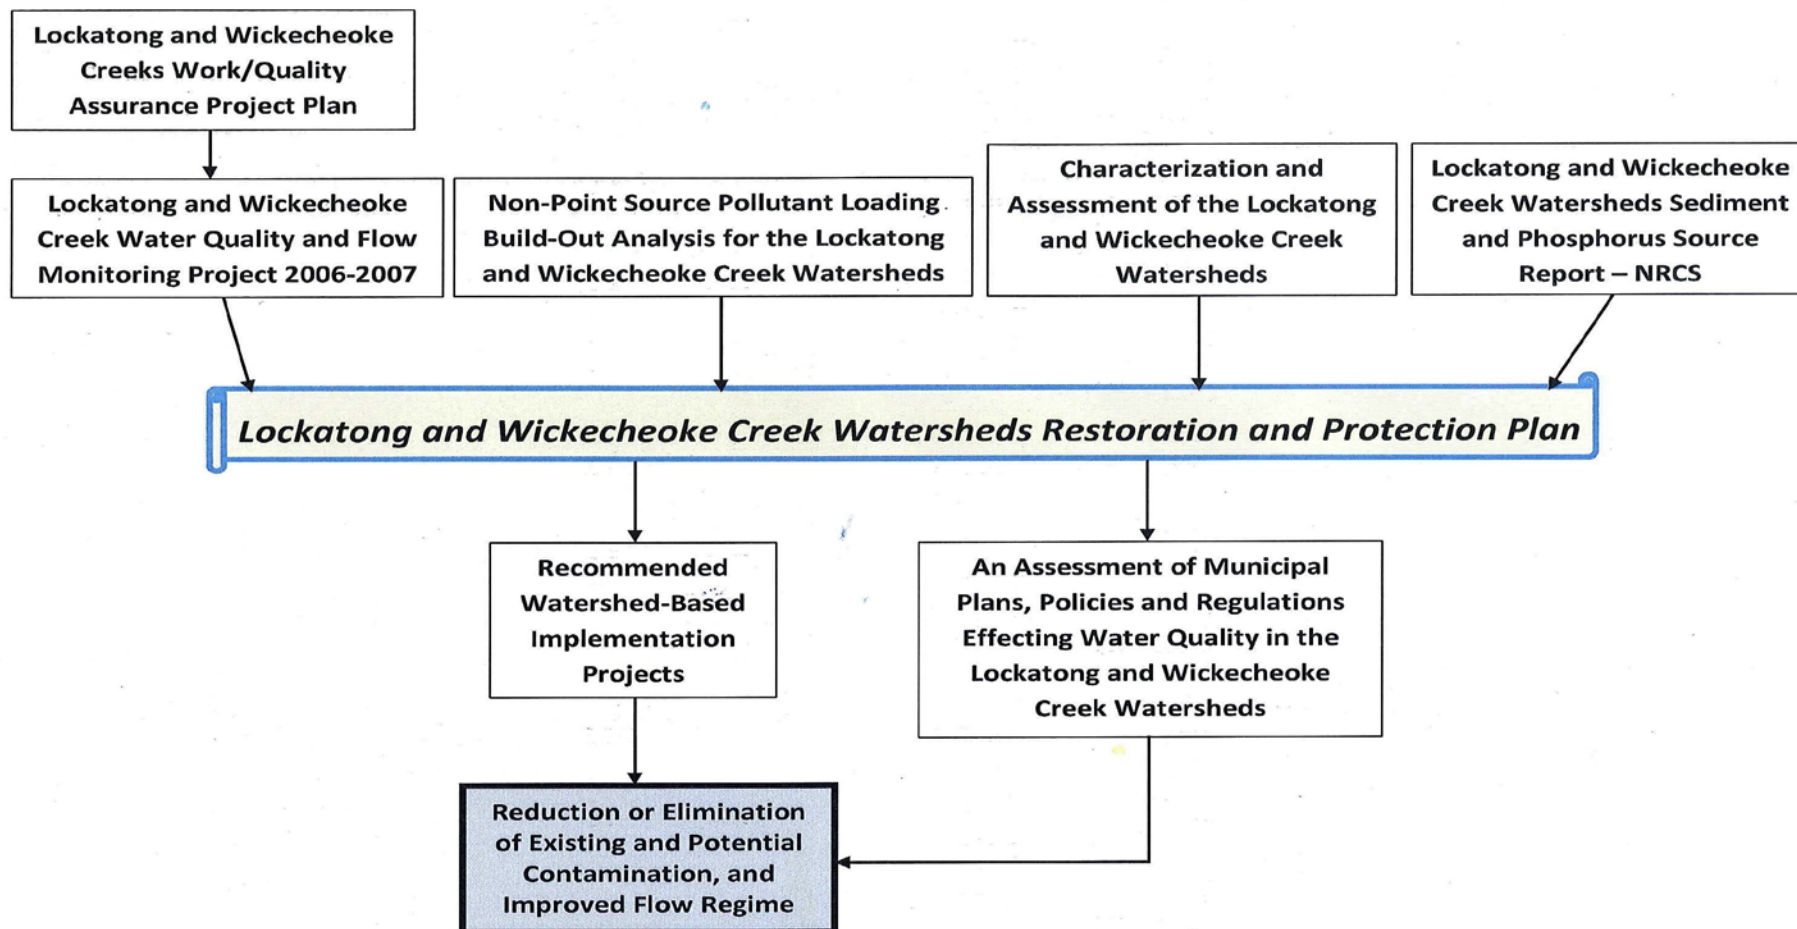 Lockatong and Wickecheoke
Creeks Work/Quality
Assurance Project Plan
Lockatong and Wickecheoke
Creek Water Quality and Flow
Monitoring Project 2006-2007
Non-Point Source Pollutant Loading
Build-Out Analysis for the Lockatong
and Wickecheoke Creek Watersheds
Characterization and
Assessment of the Lockatong
and Wickecheoke Creek
Watersheds
Lockatong and Wickecheoke
Creek Watersheds Sediment
and Phosphorus Source
Report – NRCS
Lockatong and Wickecheoke Creek Watersheds Restoration and Protection Plan
Recommended
Watershed-Based
Implementation
Projects
An Assessment of Municipal
Plans, Policies and Regulations
Effecting Water Quality in the
Lockatong and Wickecheoke
Creek Watersheds
Reduction or Elimination
of Existing and Potential
Contamination, and
Improved Flow Regime